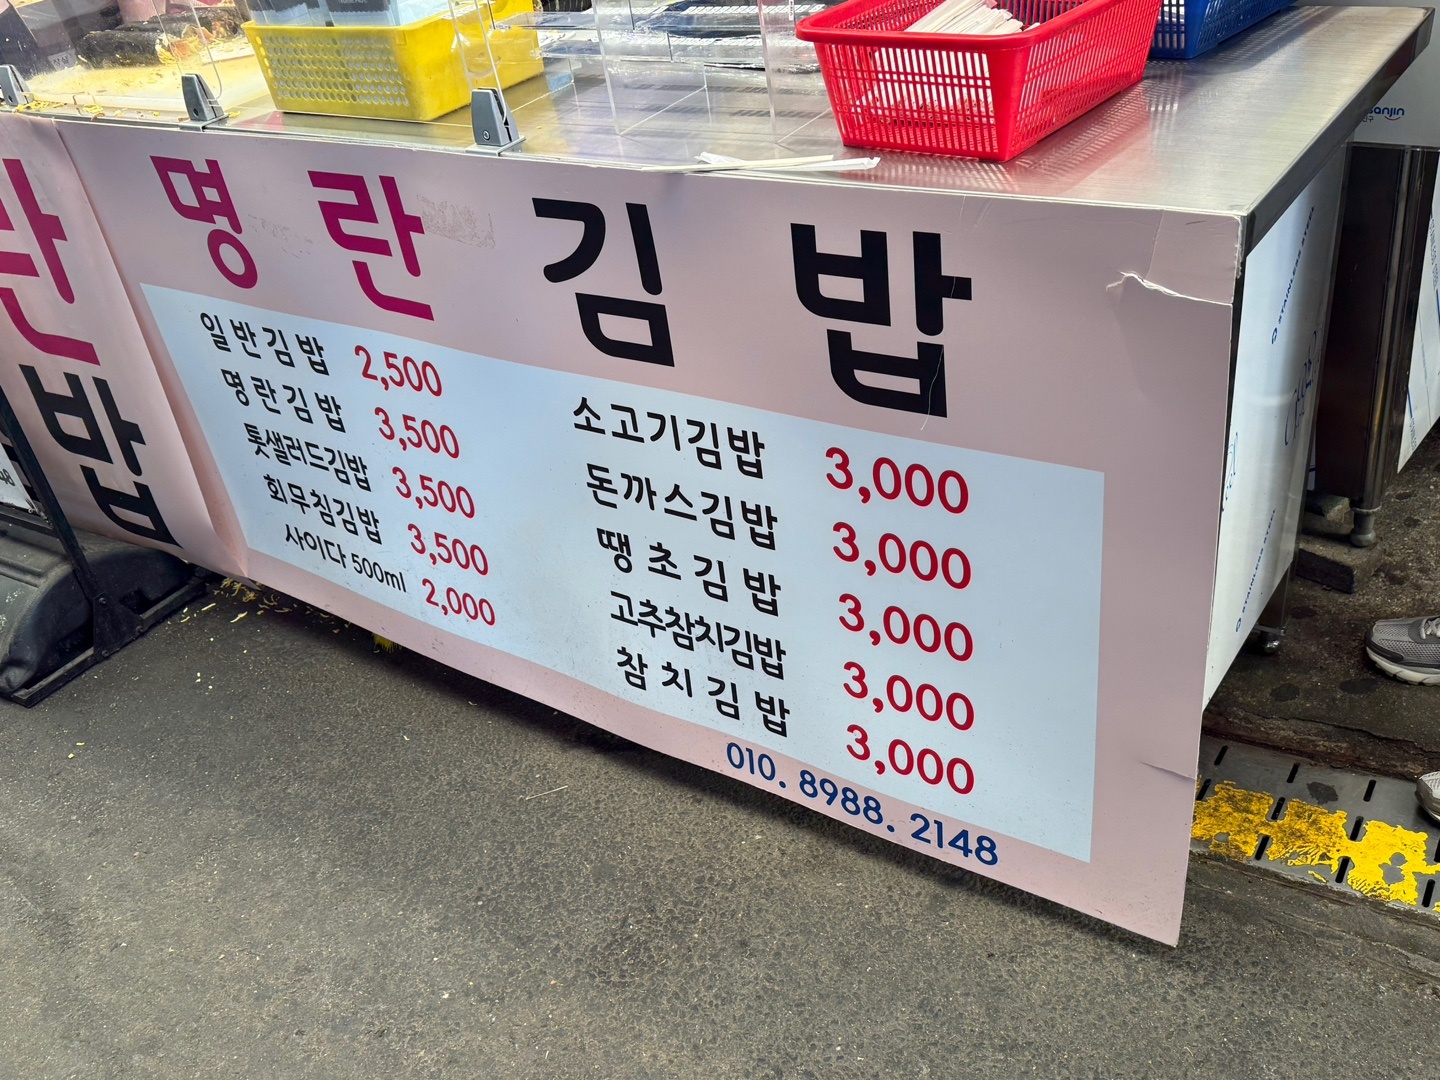 란
밥
명란김밥
일반김밥 2,500
명란김밥 3,500
톳샐러드김밥 3,500
회무침김밥 3,500
사이다 500ml 2,000
소고기김밥 3,000
돈까스김밥 3,000
땡초김밥 3,000
고추참치김밥 3,000
참치김밥 3,000
010. 8988. 2148